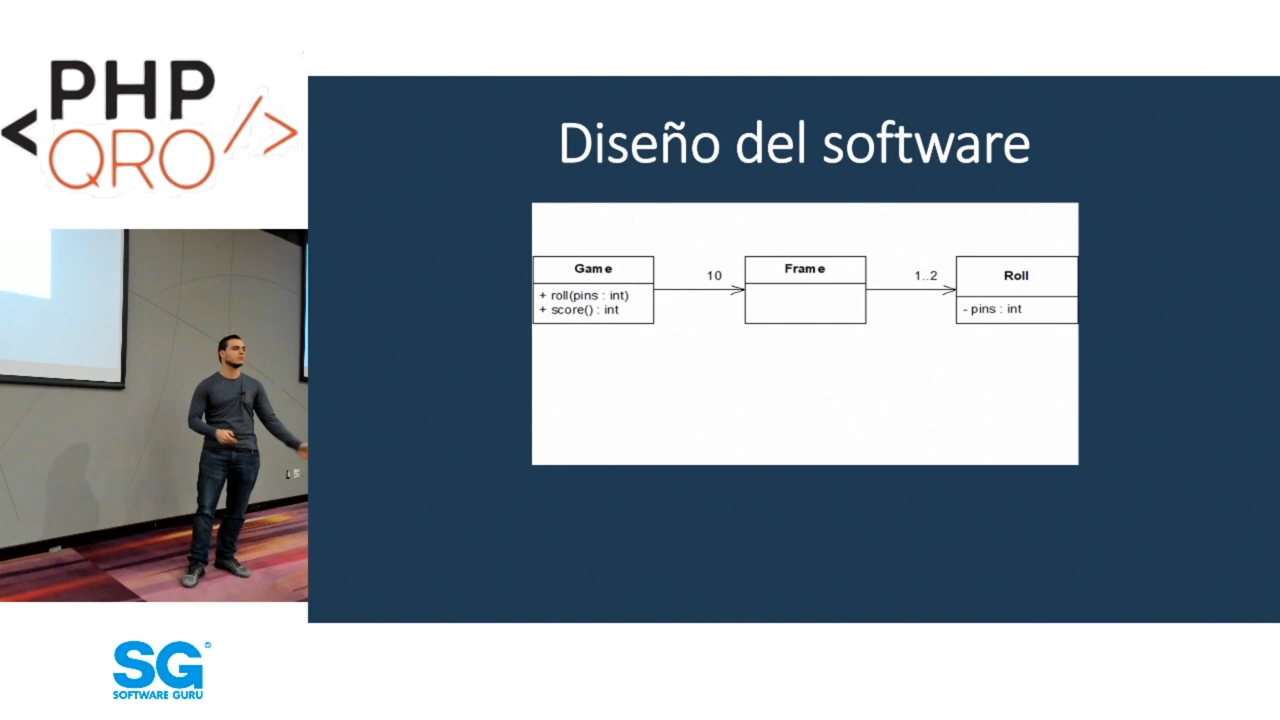 <PHP
QRO/>
Diseño del software
Game
+ roll(pins : int)
+ score() : int
10
Frame
1..2
Roll
- pins : int
SG®
SOFTWARE GURU